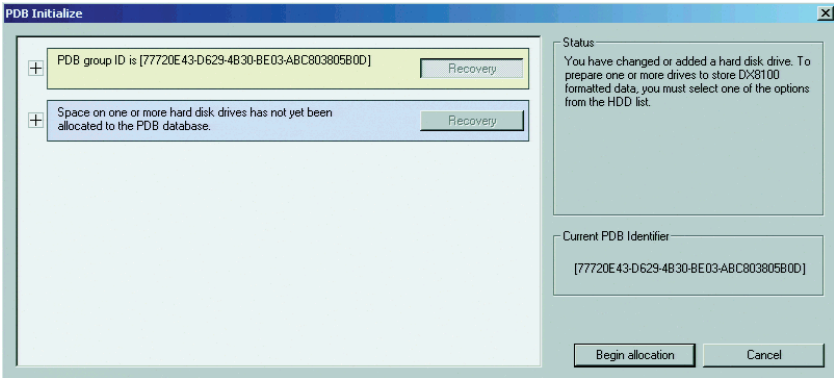 PDB Initialize
PDB group ID is [77720E43-D629-4B30-BE03-ABC803805B0D]
Recovery
Space on one or more hard disk drives has not yet been
allocated to the PDB database.
Recovery
Status
You have changed or added a hard disk drive. To
prepare one or more drives to store DX8100
formatted data, you must select one of the options
from the HDD list.
Current PDB Identifier
[77720E43-D629-4B30-BE03-ABC803805B0D]
Begin allocation
Cancel